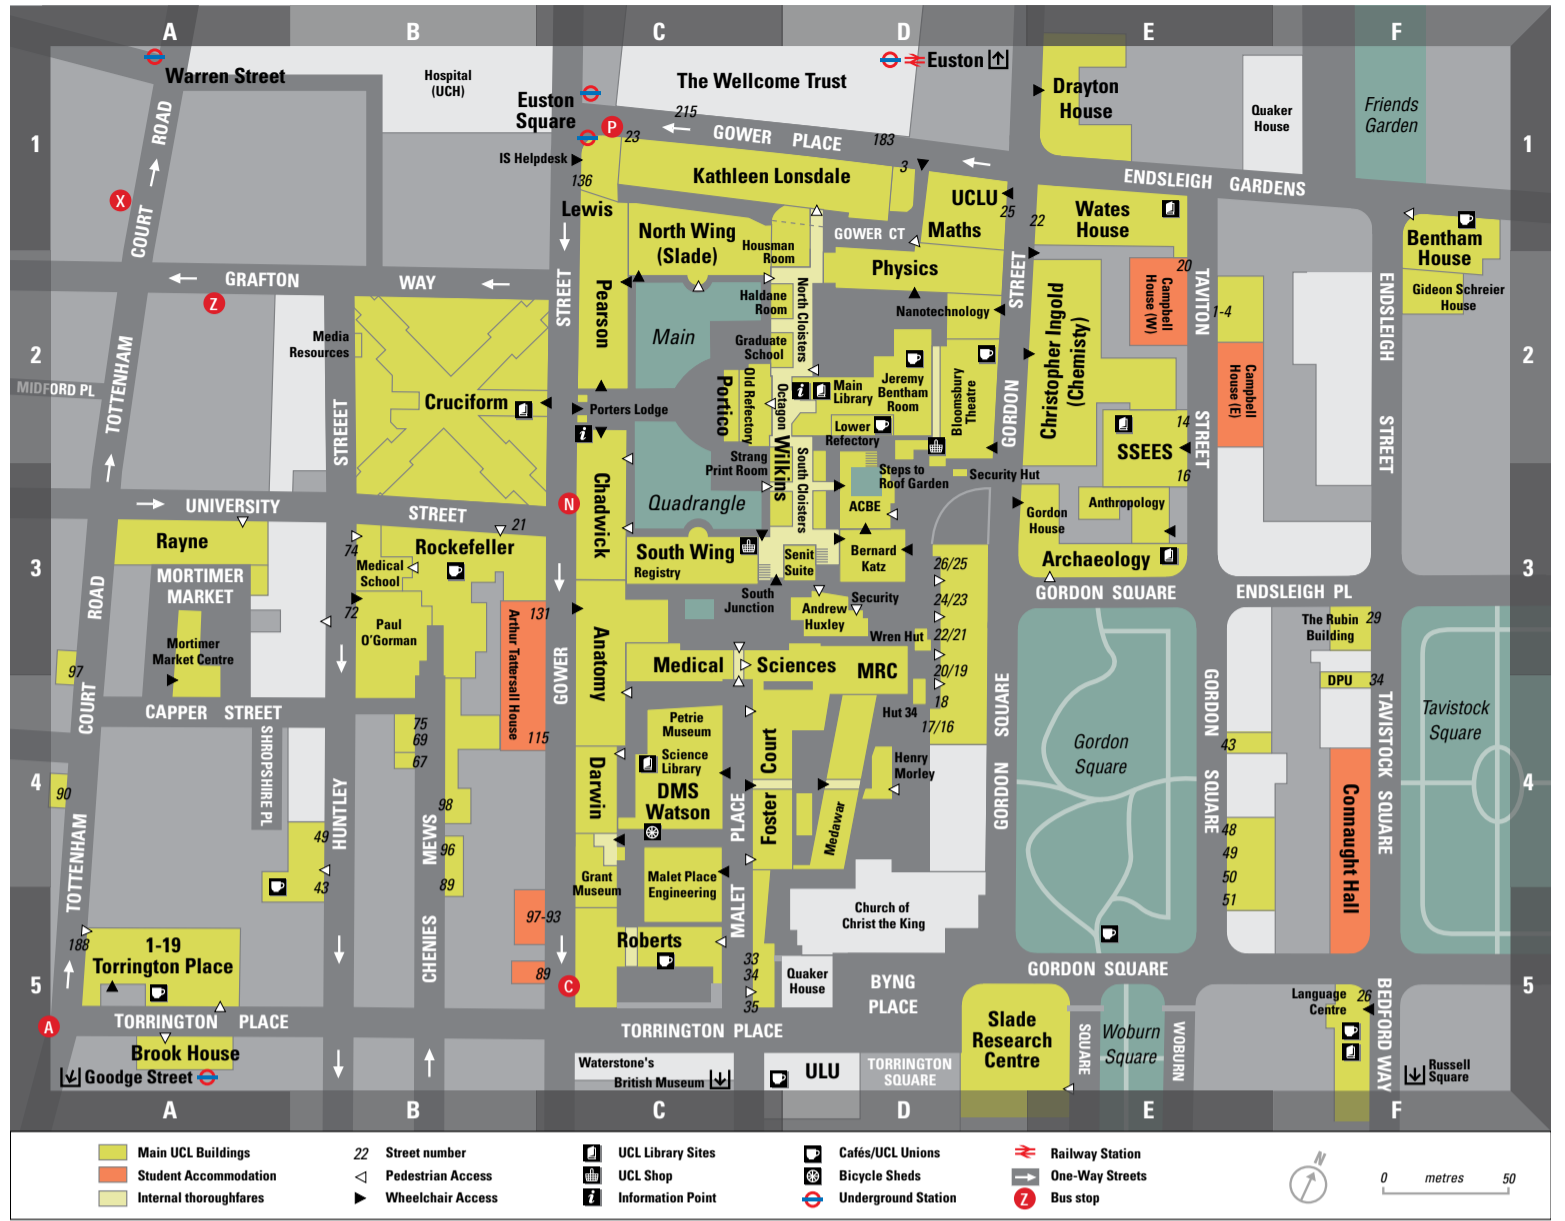 A
B
C
D
E
F
Warren Street
Hospital
(UCH)
The Wellcome Trust
Euston
Euston
Square
P
23
215
GOWER PLACE
183
3
Drayton
House
Quaker
House
Friends
Garden
1
1
IS Helpdesk
136
Kathleen Lonsdale
UCLU
25
Maths
ENDSLEIGH GARDENS
22
Wates
House
Bentham
House
Gideon Schreier
House
X
COURT ROAD
Lewis
North Wing
(Slade)
Housman
Room
GOWER CT
Physics
GRAFTON WAY
Z
STREET
Pearson
Main
Haldane
Room
Graduate
School
North Cloisters
Nanotechnology
STREET
Christopher Ingold
(Chemisty)
20
Campbell
House (W)
TAVITON
1-4
Campbell
House (E)
STREET
ENDSLEIGH
STREET
2
2
Media
Resources
MIDFORD PL
TOTTENHAM
STREET
Cruciform
Porters Lodge
Portico
Old Refectory
Octagon
Main
Library
Jeremy
Bentham
Room
Bloomsbury
Theatre
GORDON
Lower
Refectory
Wilkins
Strang
Print Room
South Cloisters
Steps to
Roof Garden
Security Hut
14
SSEES
16
Chadwick
Quadrangle
ACBE
Gordon
House
Anthropology
UNIVERSITY STREET
N
21
Rayne
74
Rockefeller
Medical
School
South Wing
Registry
Senit
Suite
Bernard
Katz
26/25
Archaeology
3
3
MORTIMER
MARKET
72
Paul
O'Gorman
131
Arthur Tattersall House
115
South
Junction
Andrew
Huxley
Security
24/23
Wren Hut
22/21
20/19
18
17/16
GORDON SQUARE
ENDSLEIGH PL
The Rubin
Building
29
ROAD
Mortimer
Market Centre
97
Anatomy
Medical Sciences
MRC
Hut 34
DPU
34
COURT
CAPPER STREET
75
69
67
GOWER
Petrie
Museum
Science
Library
DMS
Watson
Foster Court
Henry
Morley
Medawar
SQUARE
GORDON
Gordon
Square
GORDON
SQUARE
43
TAVISTOCK SQUARE
Tavistock
Square
Connaught Hall
4
4
90
SHROPSHIRE PL
HUNTLEY
98
MEWS
96
89
Darwin
PLACE
48
49
50
51
TOTTENHAM
49
43
Grant
Museum
Malet Place
Engineering
MALET
Church of
Christ the King
CHENIES
97-93
89
188
1-19
Torrington Place
Roberts
33
34
35
Quaker
House
BYNG
PLACE
GORDON SQUARE
5
5
C
A
TORRINGTON PLACE
TORRINGTON PLACE
Brook House
Goodge Street
Waterstone's
British Museum
ULU
TORRINGTON
SQUARE
Slade
Research
Centre
SQUARE
Woburn
Square
WOBURN
Language
Centre
26
BEDFORD WAY
Russell
Square
A
B
C
D
E
F
Main UCL Buildings
Student Accommodation
Internal thoroughfares
22 Street number
Pedestrian Access
Wheelchair Access
UCL Library Sites
UCL Shop
i Information Point
Cafés/UCL Unions
Bicycle Sheds
Underground Station
Railway Station
One-Way Streets
Z Bus stop
N
0 metres 50